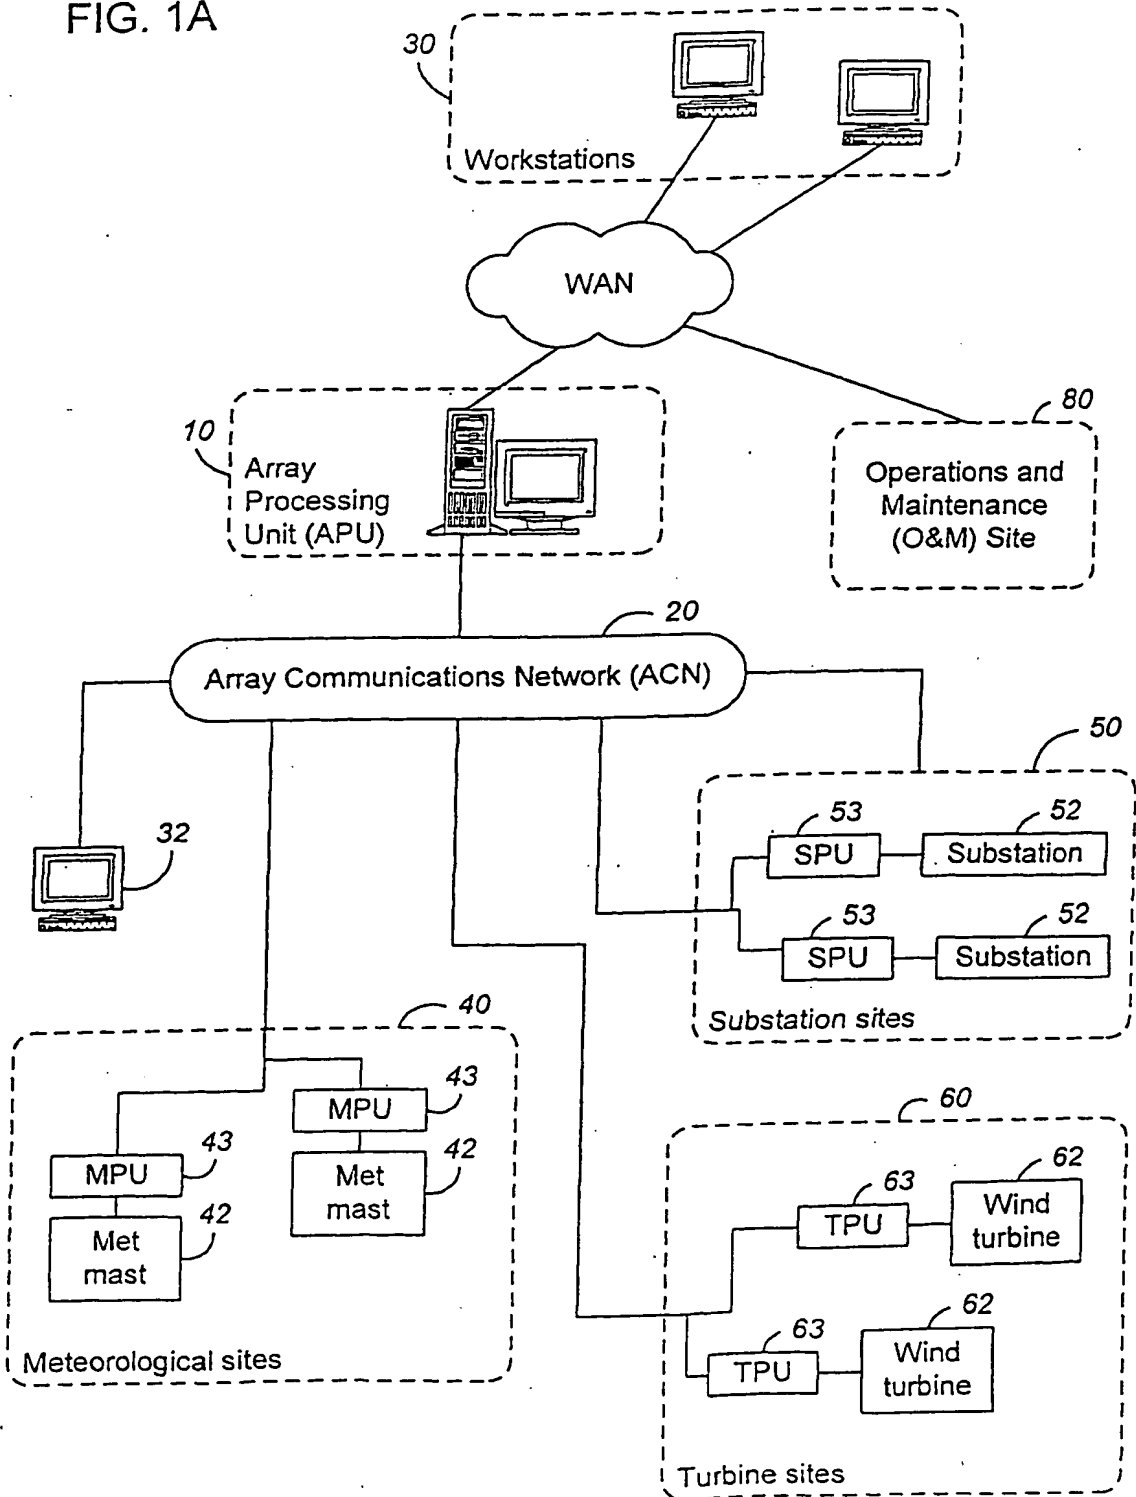 FIG. 1A
30
Workstations
WAN
10
Array
Processing
Unit (APU)
80
Operations and
Maintenance
(O&M) Site
20
Array Communications Network (ACN)
32
50
53
52
SPU
Substation
53
52
SPU
Substation
Substation sites
40
43
MPU
43
MPU
42
Met
mast
42
Met
mast
Meteorological sites
60
62
63
Wind
turbine
TPU
62
63
Wind
turbine
TPU
Turbine sites